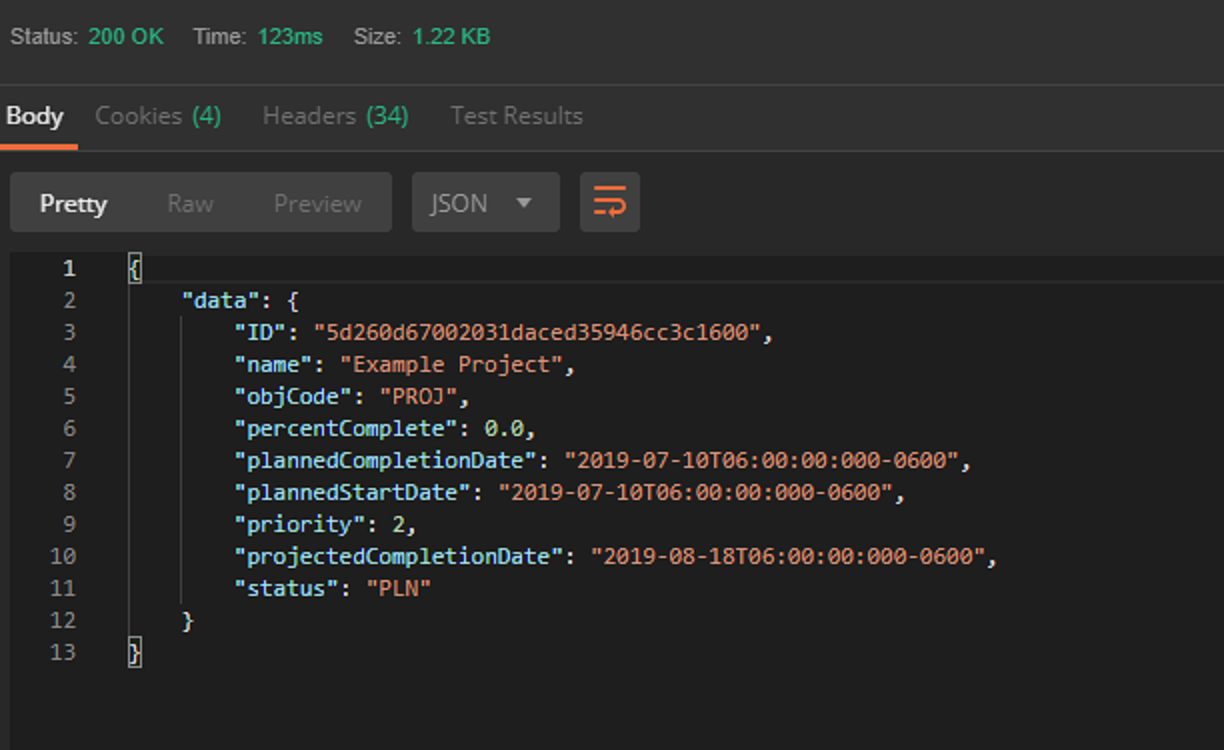 Status: 200 OK Time: 123ms Size: 1.22 KB
Body Cookies (4) Headers (34) Test Results
Pretty Raw Preview JSON
1 {
2 "data": {
3 "ID": "5d260d67002031daced35946cc3c1600",
4 "name": "Example Project",
5 "objCode": "PROJ",
6 "percentComplete": 0.0,
7 "plannedCompletionDate": "2019-07-10T06:00:00:000-0600",
8 "plannedStartDate": "2019-07-10T06:00:00:000-0600",
9 "priority": 2,
10 "projectedCompletionDate": "2019-08-18T06:00:00:000-0600",
11 "status": "PLN"
12 }
13 }